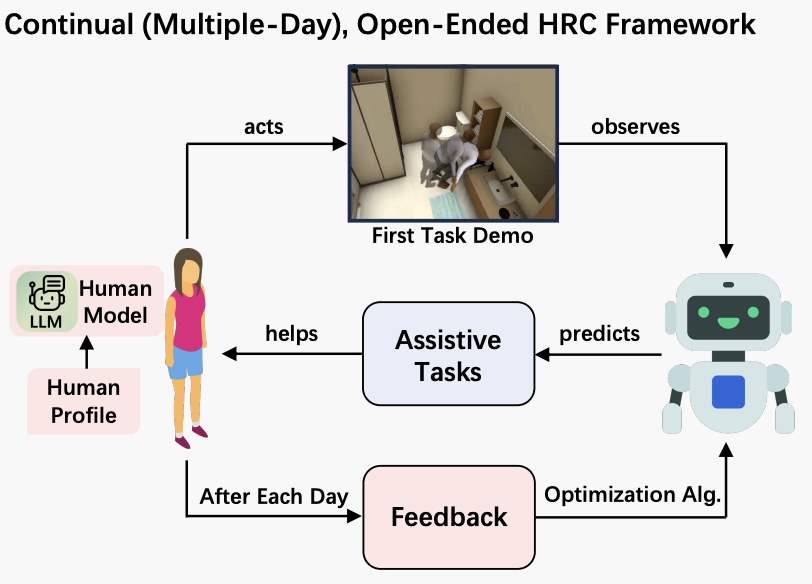 Continual (Multiple-Day), Open-Ended HRC Framework
acts
observes
First Task Demo
LLM
Human
Model
Human
Profile
helps
Assistive
Tasks
predicts
After Each Day
Feedback
Optimization Alg.